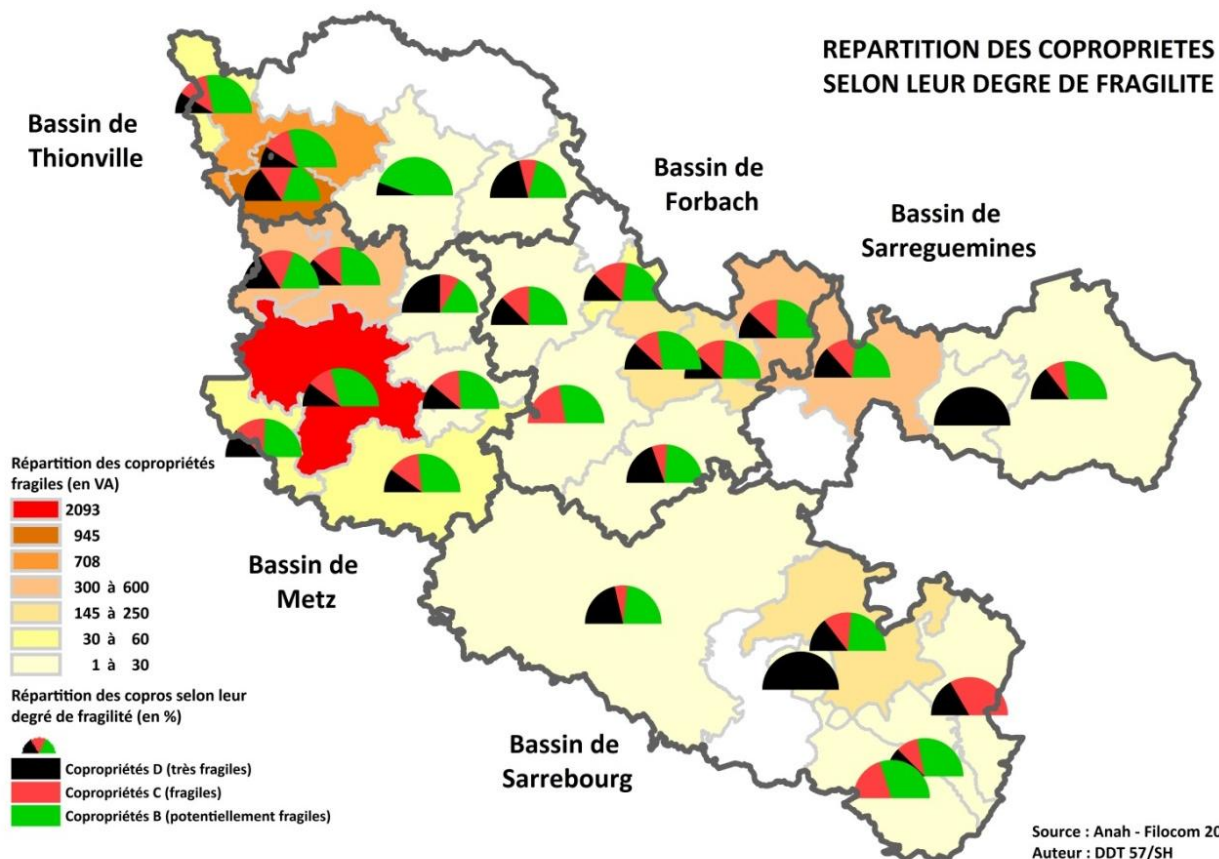 REPARTITION DES COPROPRIETES
SELON LEUR DEGRE DE FRAGILITE
Bassin de
Thionville
Bassin de
Forbach
Bassin de
Sarreguemines
Répartition des copropriétés
fragiles (en VA)
2093
945
708
300 à 600
145 à 250
30 à 60
1 à 30
Bassin de
Metz
Répartition des copros selon leur
degré de fragilité (en %)
Copropriétés D (très fragiles)
Copropriétés C (fragiles)
Copropriétés B (potentiellement fragiles)
Bassin de
Sarrebourg
Source : Anah - Filocom 20
Auteur : DDT 57/SH